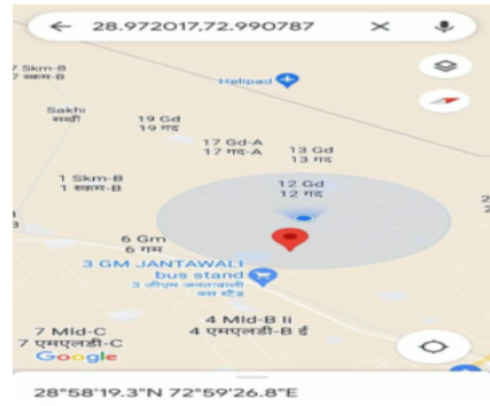 28.972017,72.990787
7 Skm-B
Helipad
Sakhi
सखी
19 Gd
19 गद
17 Gd-A
17 गद-A
13 Gd
13 गद
1 Skm-B
1 स्कम-B
12 Gd
12 गद
6 Gm
6 गम
3 GM JANTAWALI
bus stand
3 जीएम जनतावाली
बस स्टैंड
4 Mld-B Ii
4 एमएलडी-B ई
7 Mld-C
7 एमएलडी-C
Google
28°58'19.3"N 72°59'26.8"E